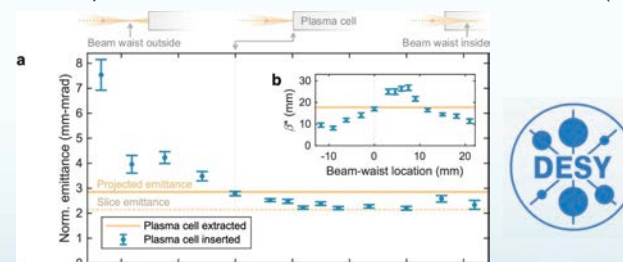 Beam waist outside
Plasma cell
Beam waist inside
a
b
8
7
6
5
4
3
2
1
0
Norm. emittance (mm-mrad)
Projected emittance
Slice emittance
Plasma cell extracted
Plasma cell inserted
30
20
10
0
β* (mm)
-10
0
10
20
Beam-waist location (mm)
DESY